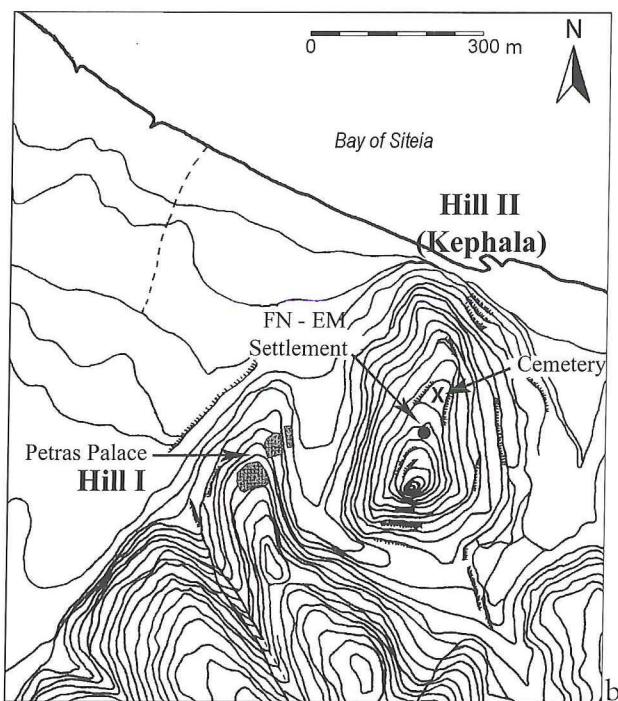 0 300 m
N
Bay of Siteia
Hill II
(Kephala)
FN - EM
Settlement
Cemetery
X
Petras Palace
Hill I
b